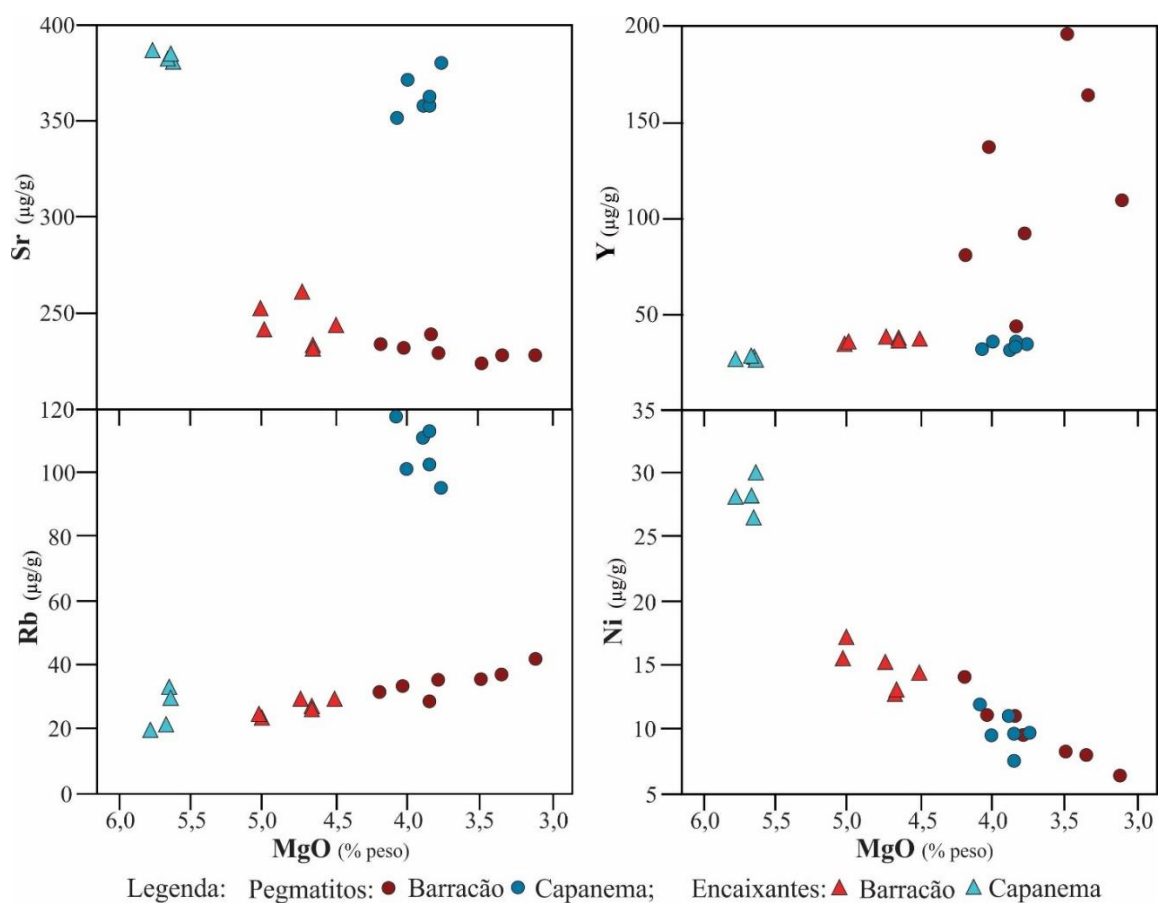 400
350
300
250
Sr (µg/g)
200
150
100
50
Y (µg/g)
120
100
80
60
40
20
0
Rb (µg/g)
35
30
25
20
15
10
5
Ni (µg/g)
6,0 5,5 5,0 4,5 4,0 3,5 3,0
MgO (% peso)
6,0 5,5 5,0 4,5 4,0 3,5 3,0
MgO (% peso)
Legenda: Pegmatitos: Barracão Capanema; Encaixantes: Barracão Capanema